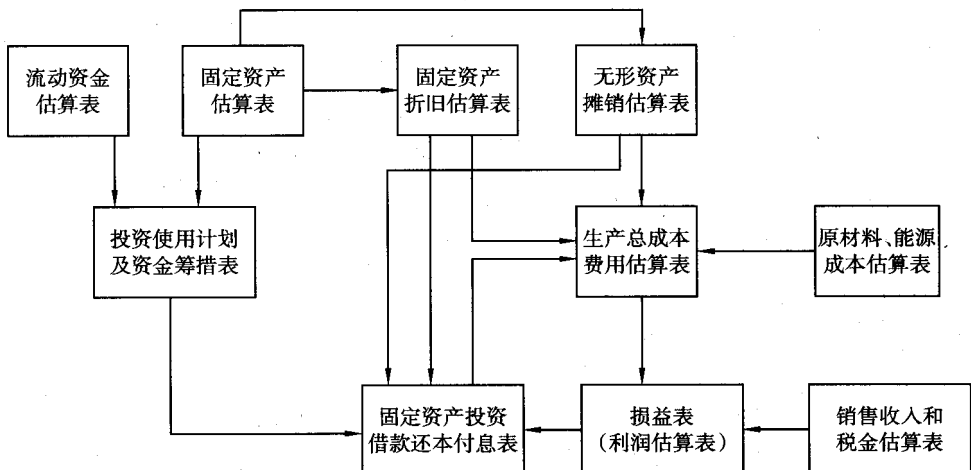 流动资金
估算表
固定资产
估算表
固定资产
折旧估算表
无形资产
摊销估算表
投资使用计划
及资金筹措表
生产总成本
费用估算表
原材料、能源
成本估算表
固定资产投资
借款还本付息表
损益表
(利润估算表)
销售收入和
税金估算表